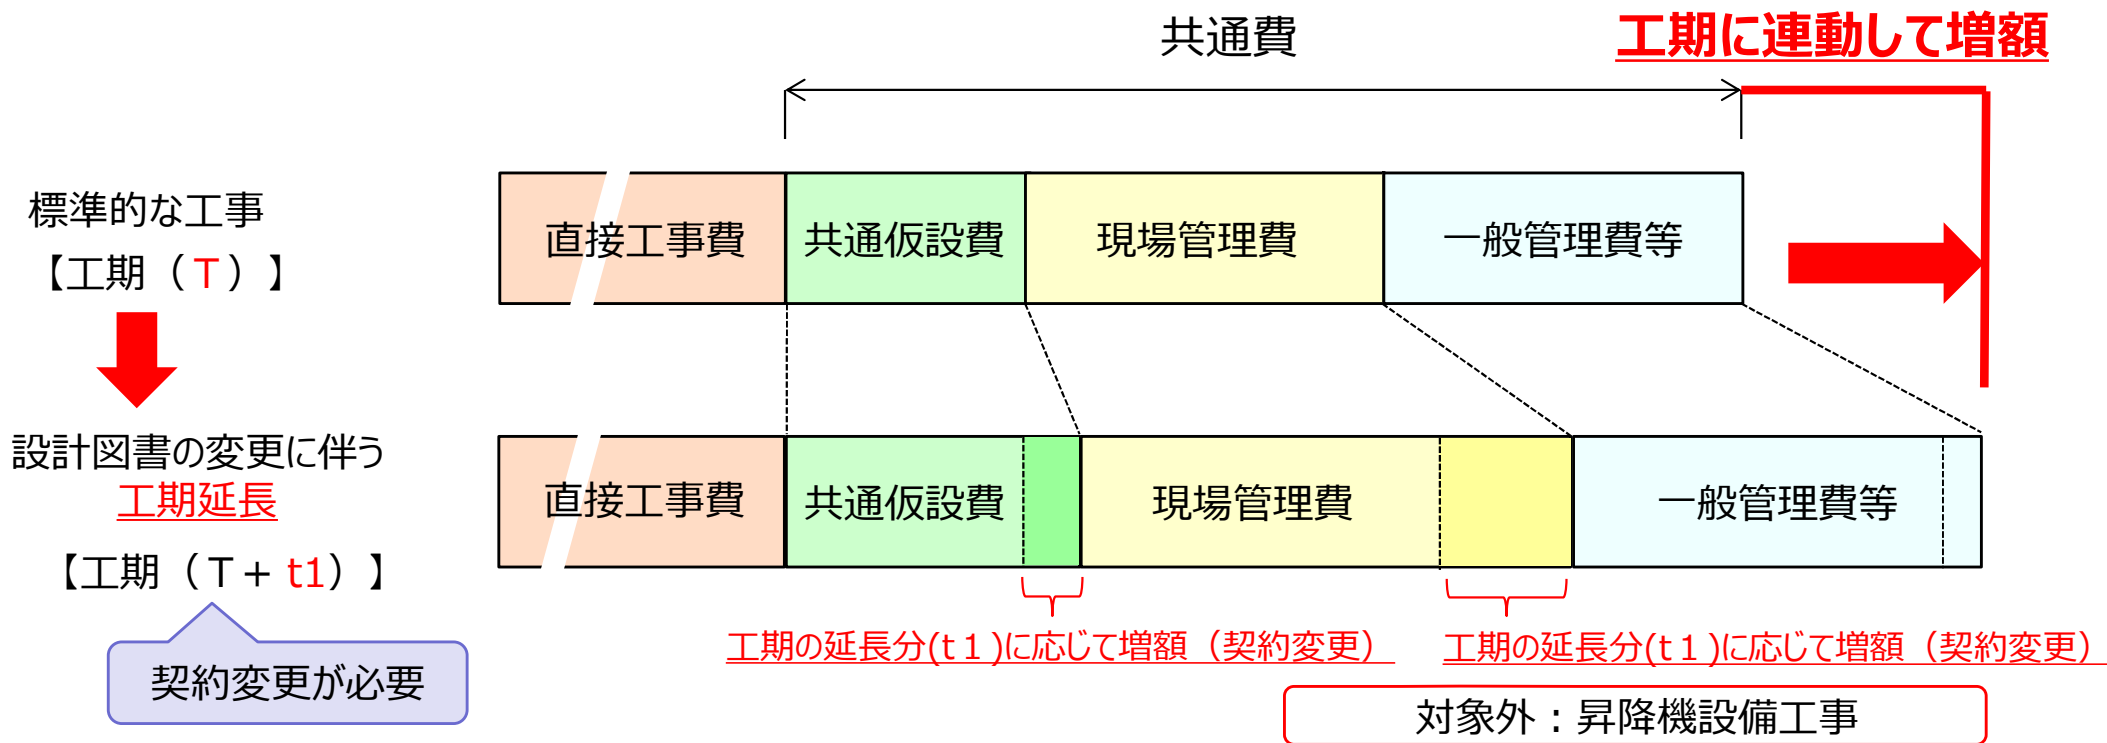 共通費
工期に連動して増額
標準的な工事
【工期（T）】
直接工事費
共通仮設費
現場管理費
一般管理費等
設計図書の変更に伴う
工期延長
【工期（T＋t1）】
契約変更が必要
直接工事費
共通仮設費
現場管理費
一般管理費等
工期の延長分(t１)に応じて増額（契約変更）
工期の延長分(t１)に応じて増額（契約変更）
対象外：昇降機設備工事